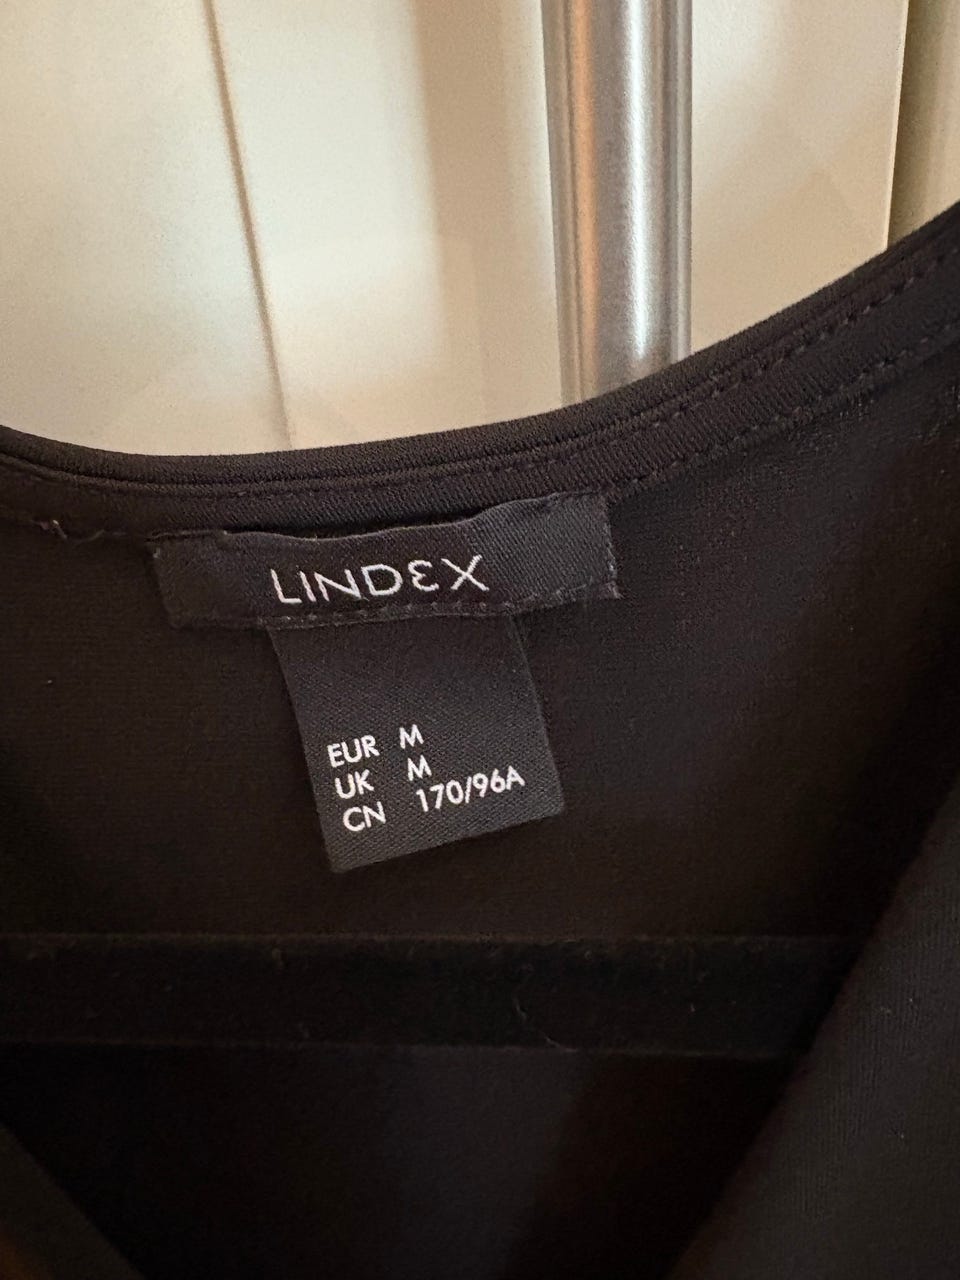 LINDEX
EUR M
UK M
CN 170/96A